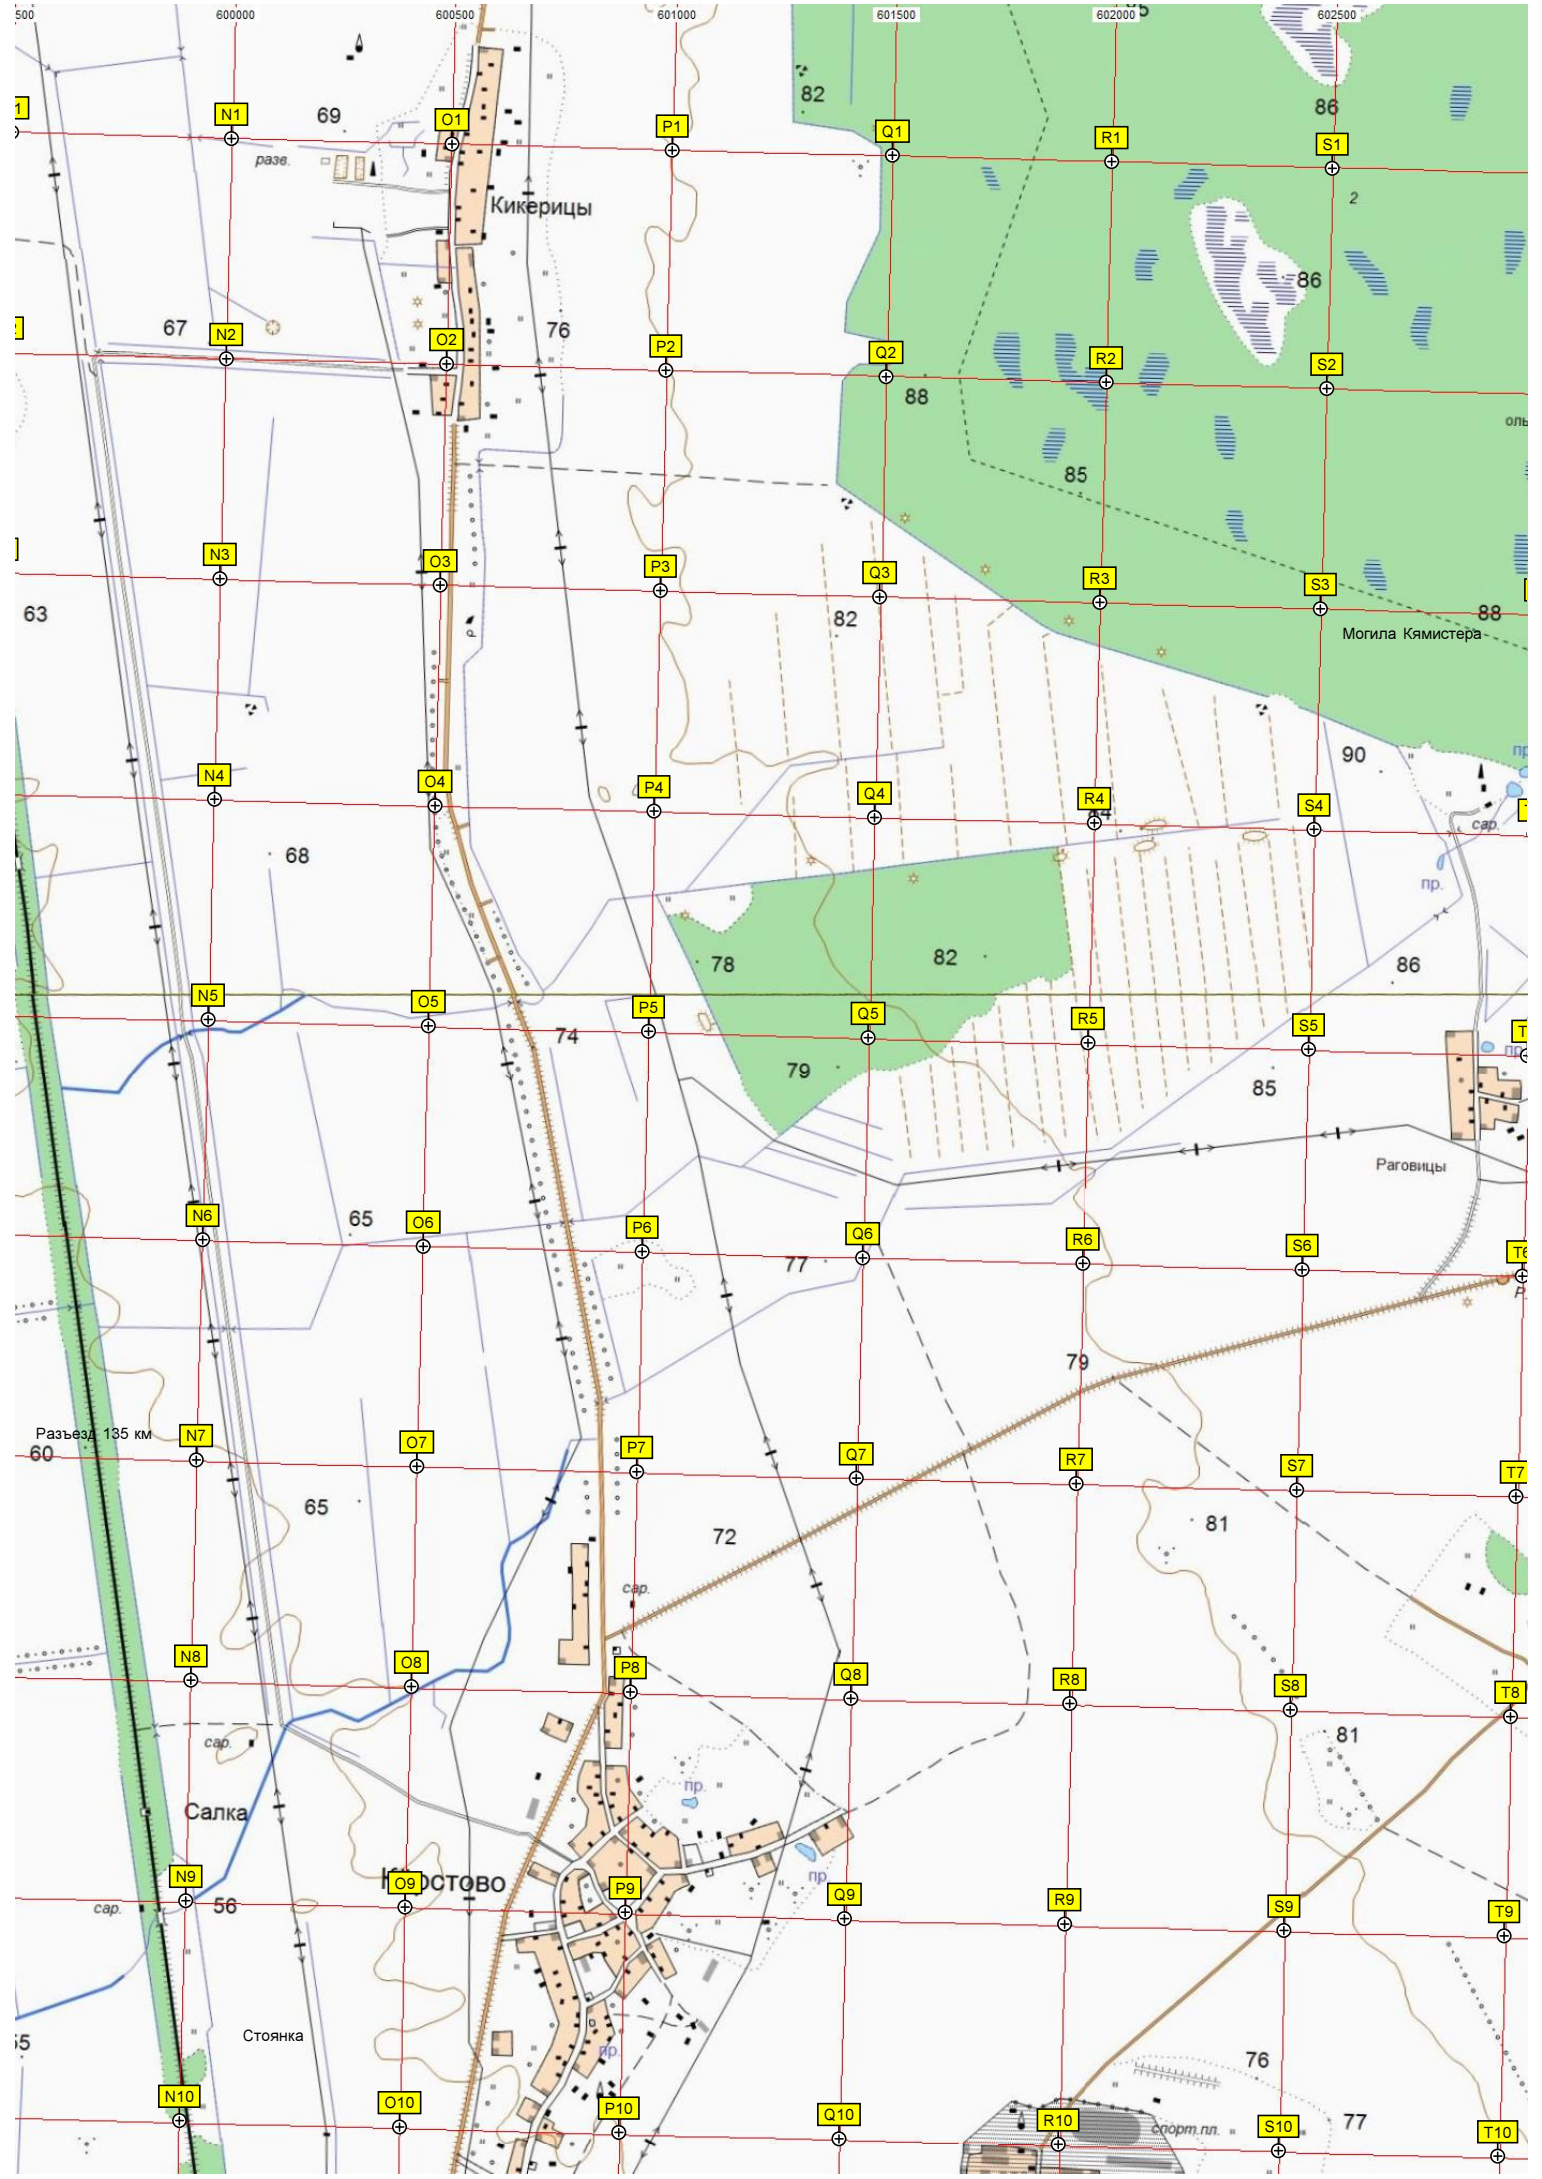 500 600000 600500 601000 601500 602000 602500
82 86
69
N1 O1 P1 Q1 R1 S1
разв.
2
Кикерицы
86
67 76
N2 O2 P2 Q2 R2 S2
88
85
N3 O3 P3 Q3 R3 S3
63 82 88
Могила Кямистера
90
N4 O4 P4 Q4 R4 S4
сар.
68
пр.
78 82 86
N5 O5 P5 Q5 R5 S5
74 пр.
79 85
Раговицы
N6 O6 P6 Q6 R6 S6 T6
65
77
79
Разъезд 135 км
60
N7 O7 P7 Q7 R7 S7 T7
65 81
72
сар.
N8 O8 P8 Q8 R8 S8 T8
сар. 81
пр.
Салка
пр.
N9 O9 P9 Q9 R9 S9 T9
сар. 56
Стоянка
пр. 76
N10 O10 P10 Q10 R10 S10 T10
спорт.пл. 77